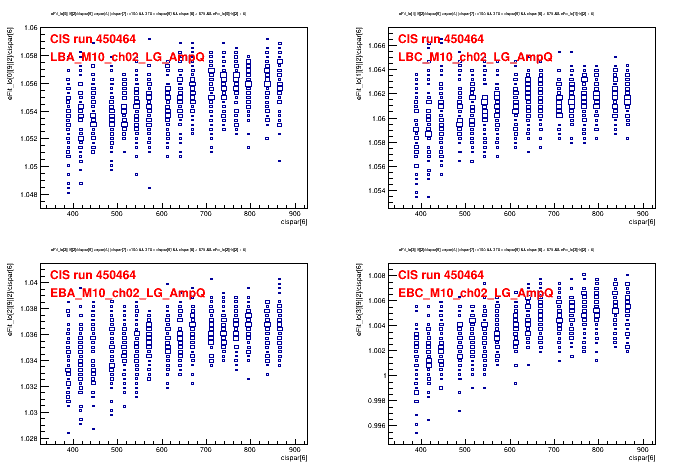 CIS run 450464
LBA_M10_ch02_LG_AmpQ
1.06
1.058
1.056
1.054
1.052
1.05
1.048
400 500 600 700 800 900
cispar[6]
CIS run 450464
LBC_M10_ch02_LG_AmpQ
1.066
1.064
1.062
1.06
1.058
1.056
1.054
400 500 600 700 800 900
cispar[6]
CIS run 450464
EBA_M10_ch02_LG_AmpQ
1.04
1.038
1.036
1.034
1.032
1.03
1.028
400 500 600 700 800 900
cispar[6]
CIS run 450464
EBC_M10_ch02_LG_AmpQ
1.008
1.006
1.004
1.002
1
0.998
0.996
400 500 600 700 800 900
cispar[6]